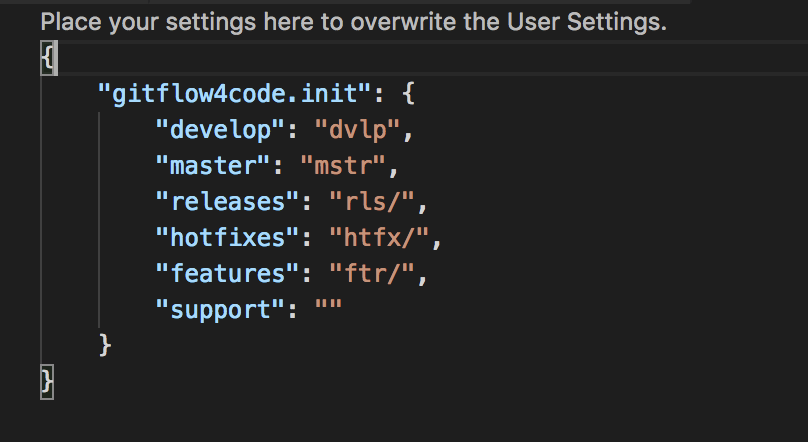 Place your settings here to overwrite the User Settings.
{
    "gitflow4code.init": {
        "develop": "dvlp",
        "master": "mstr",
        "releases": "rls/",
        "hotfixes": "htfx/",
        "features": "ftr/",
        "support": ""
    }
}